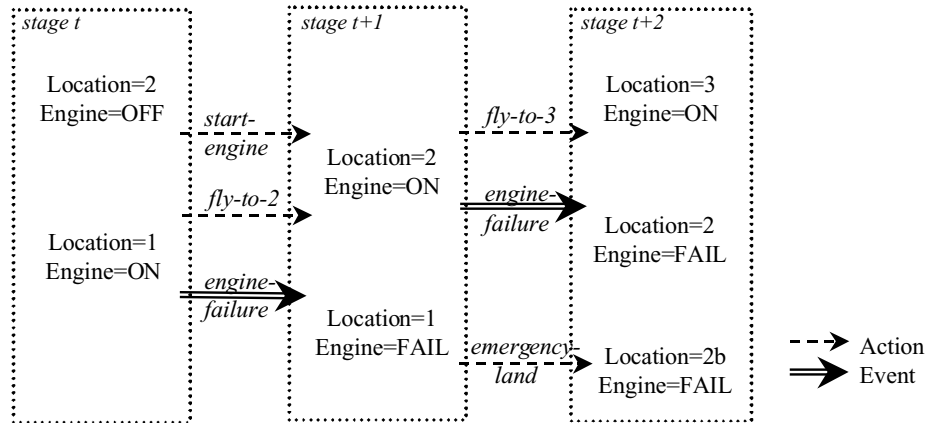 stage t
stage t+1
stage t+2
Location=2
Engine=OFF
start-
engine
fly-to-2
Location=1
Engine=ON
engine-
failure
Location=2
Engine=ON
Location=1
Engine=FAIL
fly-to-3
engine-
failure
emergency-
land
Location=3
Engine=ON
Location=2
Engine=FAIL
Location=2b
Engine=FAIL
Action
Event